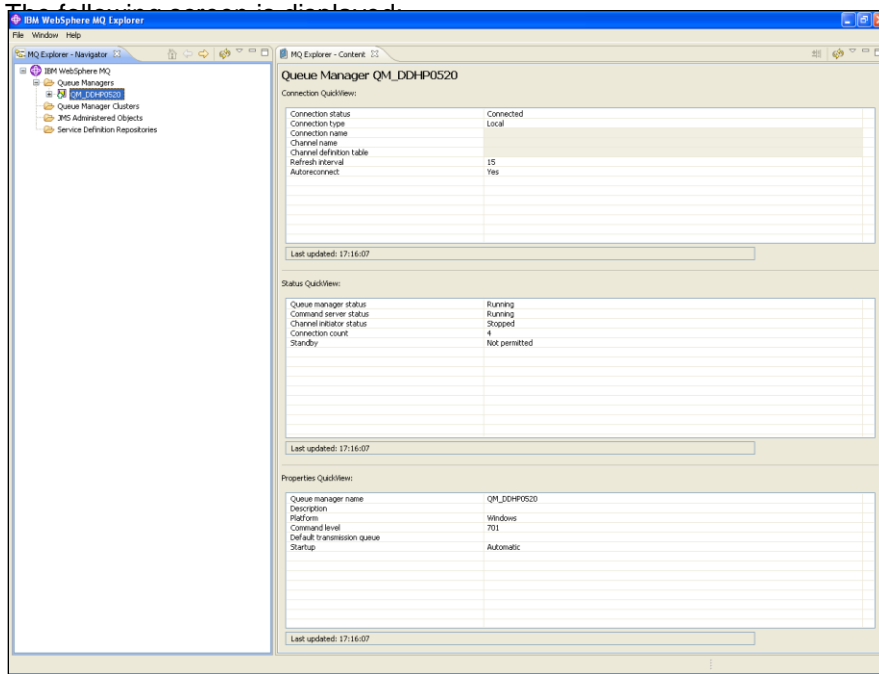 The following screen is displayed:
IBM WebSphere MQ Explorer
File Window Help
MQ Explorer - Navigator
IBM WebSphere MQ
Queue Managers
QM_DDHP0520
Queue Manager Clusters
JMS Administered Objects
Service Definition Repositories
MQ Explorer - Content
Queue Manager QM_DDHP0520
Connection QuickView:
Connection status Connected
Connection type Local
Connection name
Channel name
Channel definition table
Refresh interval 15
Autoreconnect Yes
Last updated: 17:16:07
Status QuickView:
Queue manager status Running
Command server status Running
Channel initiator status Stopped
Connection count 4
Standby Not permitted
Last updated: 17:16:07
Properties QuickView:
Queue manager name QM_DDHP0520
Description
Platform Windows
Command level 701
Default transmission queue
Startup Automatic
Last updated: 17:16:07